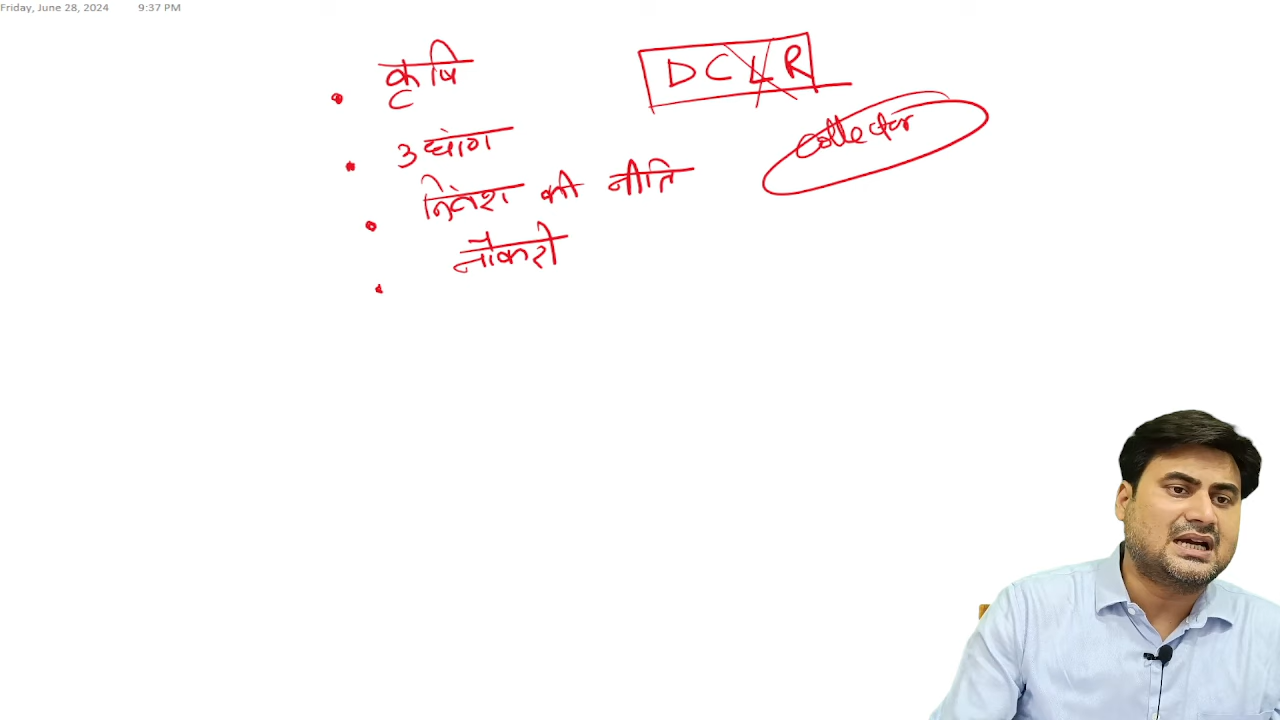 Friday, June 28, 2024 9:37 PM
कृषि
उद्योग
निवेश की नीति
नौकरी
DCLR
collector